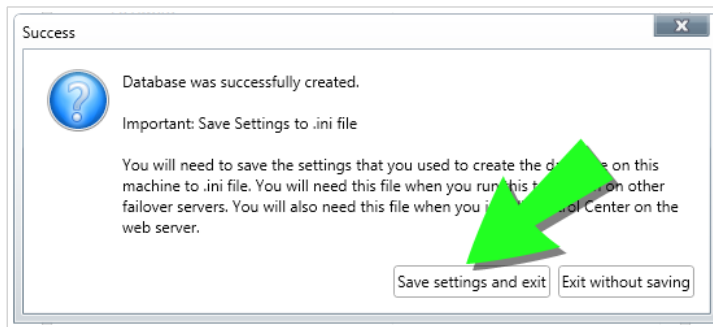 Success
Database was successfully created.
Important: Save Settings to .ini file
You will need to save the settings that you used to create the on this
machine to .ini file. You will need this file when you run this on other
failover servers. You will also need this file when you Center on the
web server.
Save settings and exit Exit without saving